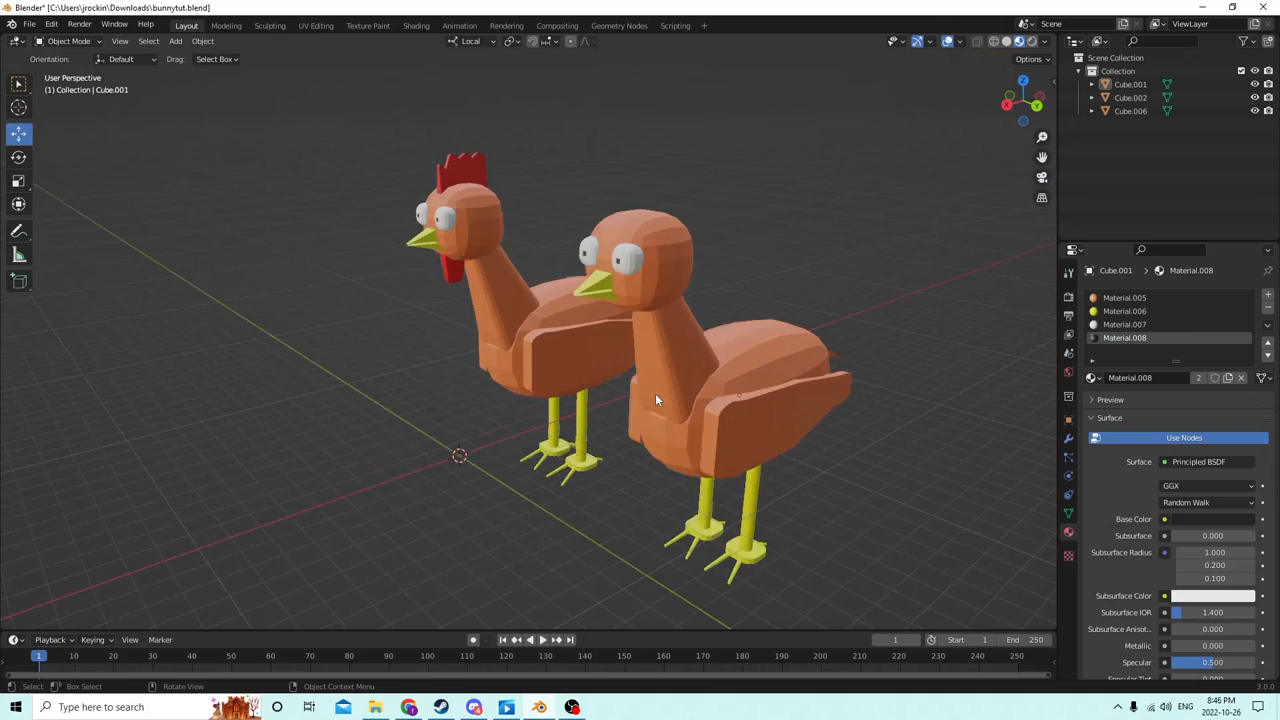 Blender* [C:\Users\jrockin\Downloads\bunnytut.blend]
File Edit Render Window Help Layout Modeling Sculpting UV Editing Texture Paint Shading Animation Rendering Compositing Geometry Nodes Scripting + Scene ViewLayer
Object Mode View Select Add Object Local
Orientation: Default Drag: Select Box Options
User Perspective
(1) Collection | Cube.001
Z
X
Y
Scene Collection
Collection
Cube.001
Cube.002
Cube.006
Cube.001 > Material.008
Material.005
Material.006
Material.007
Material.008
Material.008 2
Preview
Surface
Use Nodes
Surface Principled BSDF
GGX
Random Walk
Base Color
Subsurface 0.000
Subsurface Radius 1.000
0.200
0.100
Subsurface Color
Subsurface IOR 1.400
Subsurface Anisot.. 0.000
Metallic 0.000
Specular 0.500
Specular Tint 0.000
Playback Keying View Marker 1 Start 1 End 250
1 10 20 30 40 50 60 70 80 90 100 110 120 130 140 150 160 170 180 190 200 210 220 230 240 250
Select Box Select Rotate View Object Context Menu 3.0.0
Type here to search
ENG
8:46 PM
2022-10-26